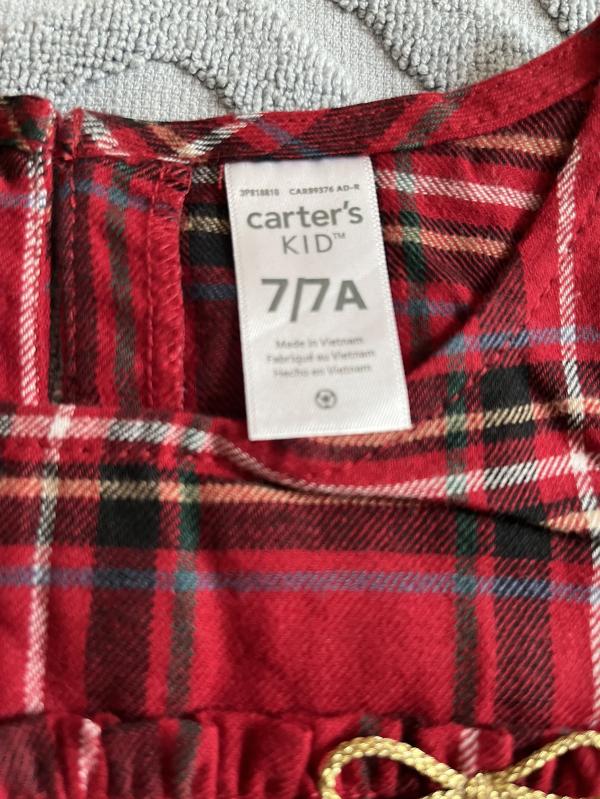 3P818810 CAR89376 AD-R
carter's
KID™
7/7A
Made in Vietnam
Fabriqué au Vietnam
Hecho en Vietnam